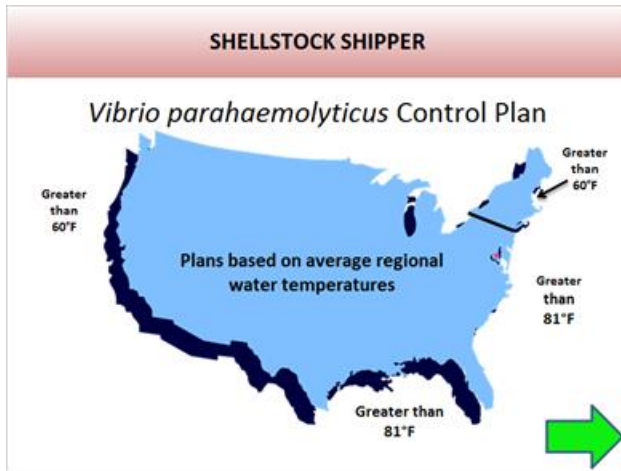 SHELLSTOCK SHIPPER
Vibrio parahaemolyticus Control Plan
Greater
than
60°F
Greater
than
60°F
Plans based on average regional
water temperatures
Greater
than
81°F
Greater than
81°F